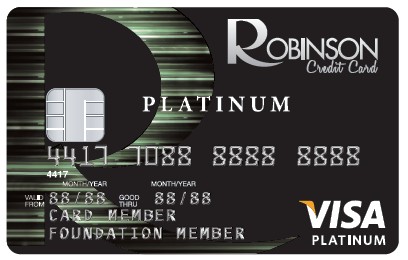 ROBINSON
Credit Card
PLATINUM
4417 7088 8888 8888
4417
MONTH/YEAR MONTH/YEAR
VALID FROM 88/88 GOOD THRU 88/88
CARD MEMBER
FOUNDATION MEMBER
VISA
PLATINUM